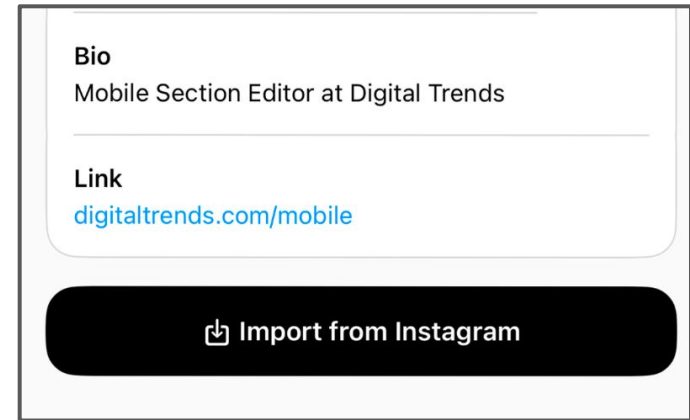 Bio
Mobile Section Editor at Digital Trends
Link
digitaltrends.com/mobile
Import from Instagram